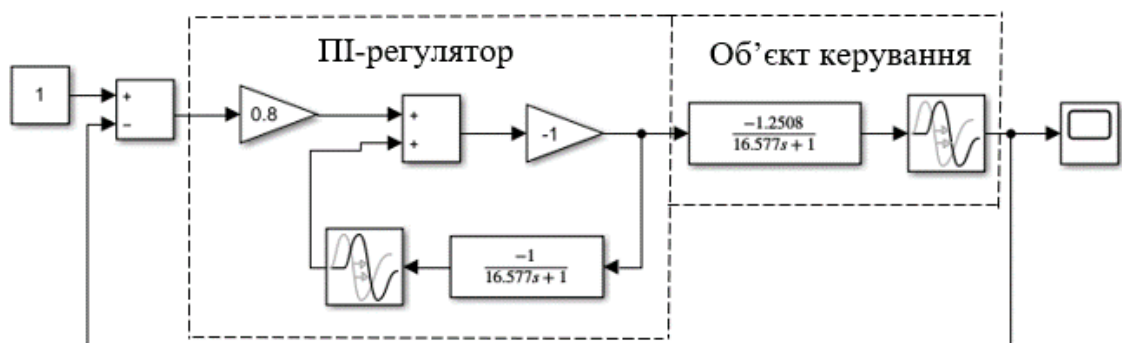 ПІ-регулятор
Об’єкт керування
1
+
−
0.8
+
+
-1
-1.2508
16.577s + 1
-1
16.577s + 1